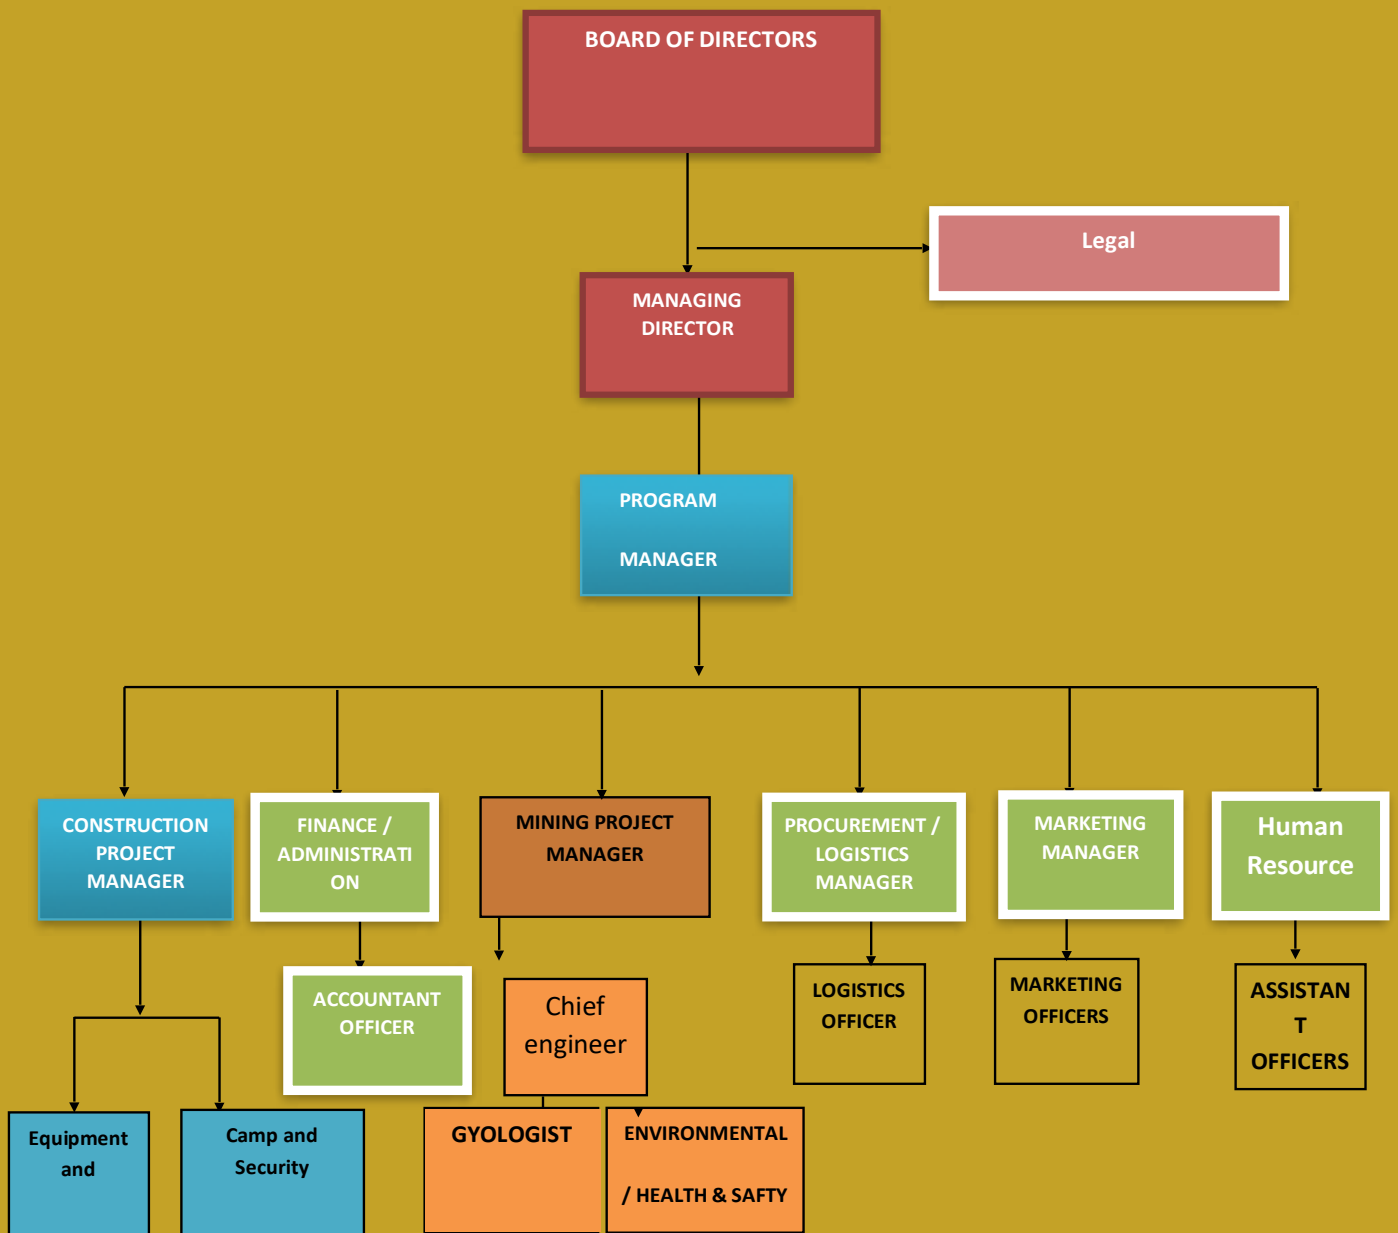 BOARD OF DIRECTORS
Legal
MANAGING
DIRECTOR
PROGRAM
MANAGER
CONSTRUCTION
PROJECT
MANAGER
FINANCE /
ADMINISTRATI
ON
MINING PROJECT
MANAGER
PROCUREMENT /
LOGISTICS
MANAGER
MARKETING
MANAGER
Human
Resource
ACCOUNTANT
OFFICER
Chief
engineer
LOGISTICS
OFFICER
MARKETING
OFFICERS
ASSISTAN
T
OFFICERS
Equipment
and
Camp and
Security
GYOLOGIST
ENVIRONMENTAL
/ HEALTH & SAFTY